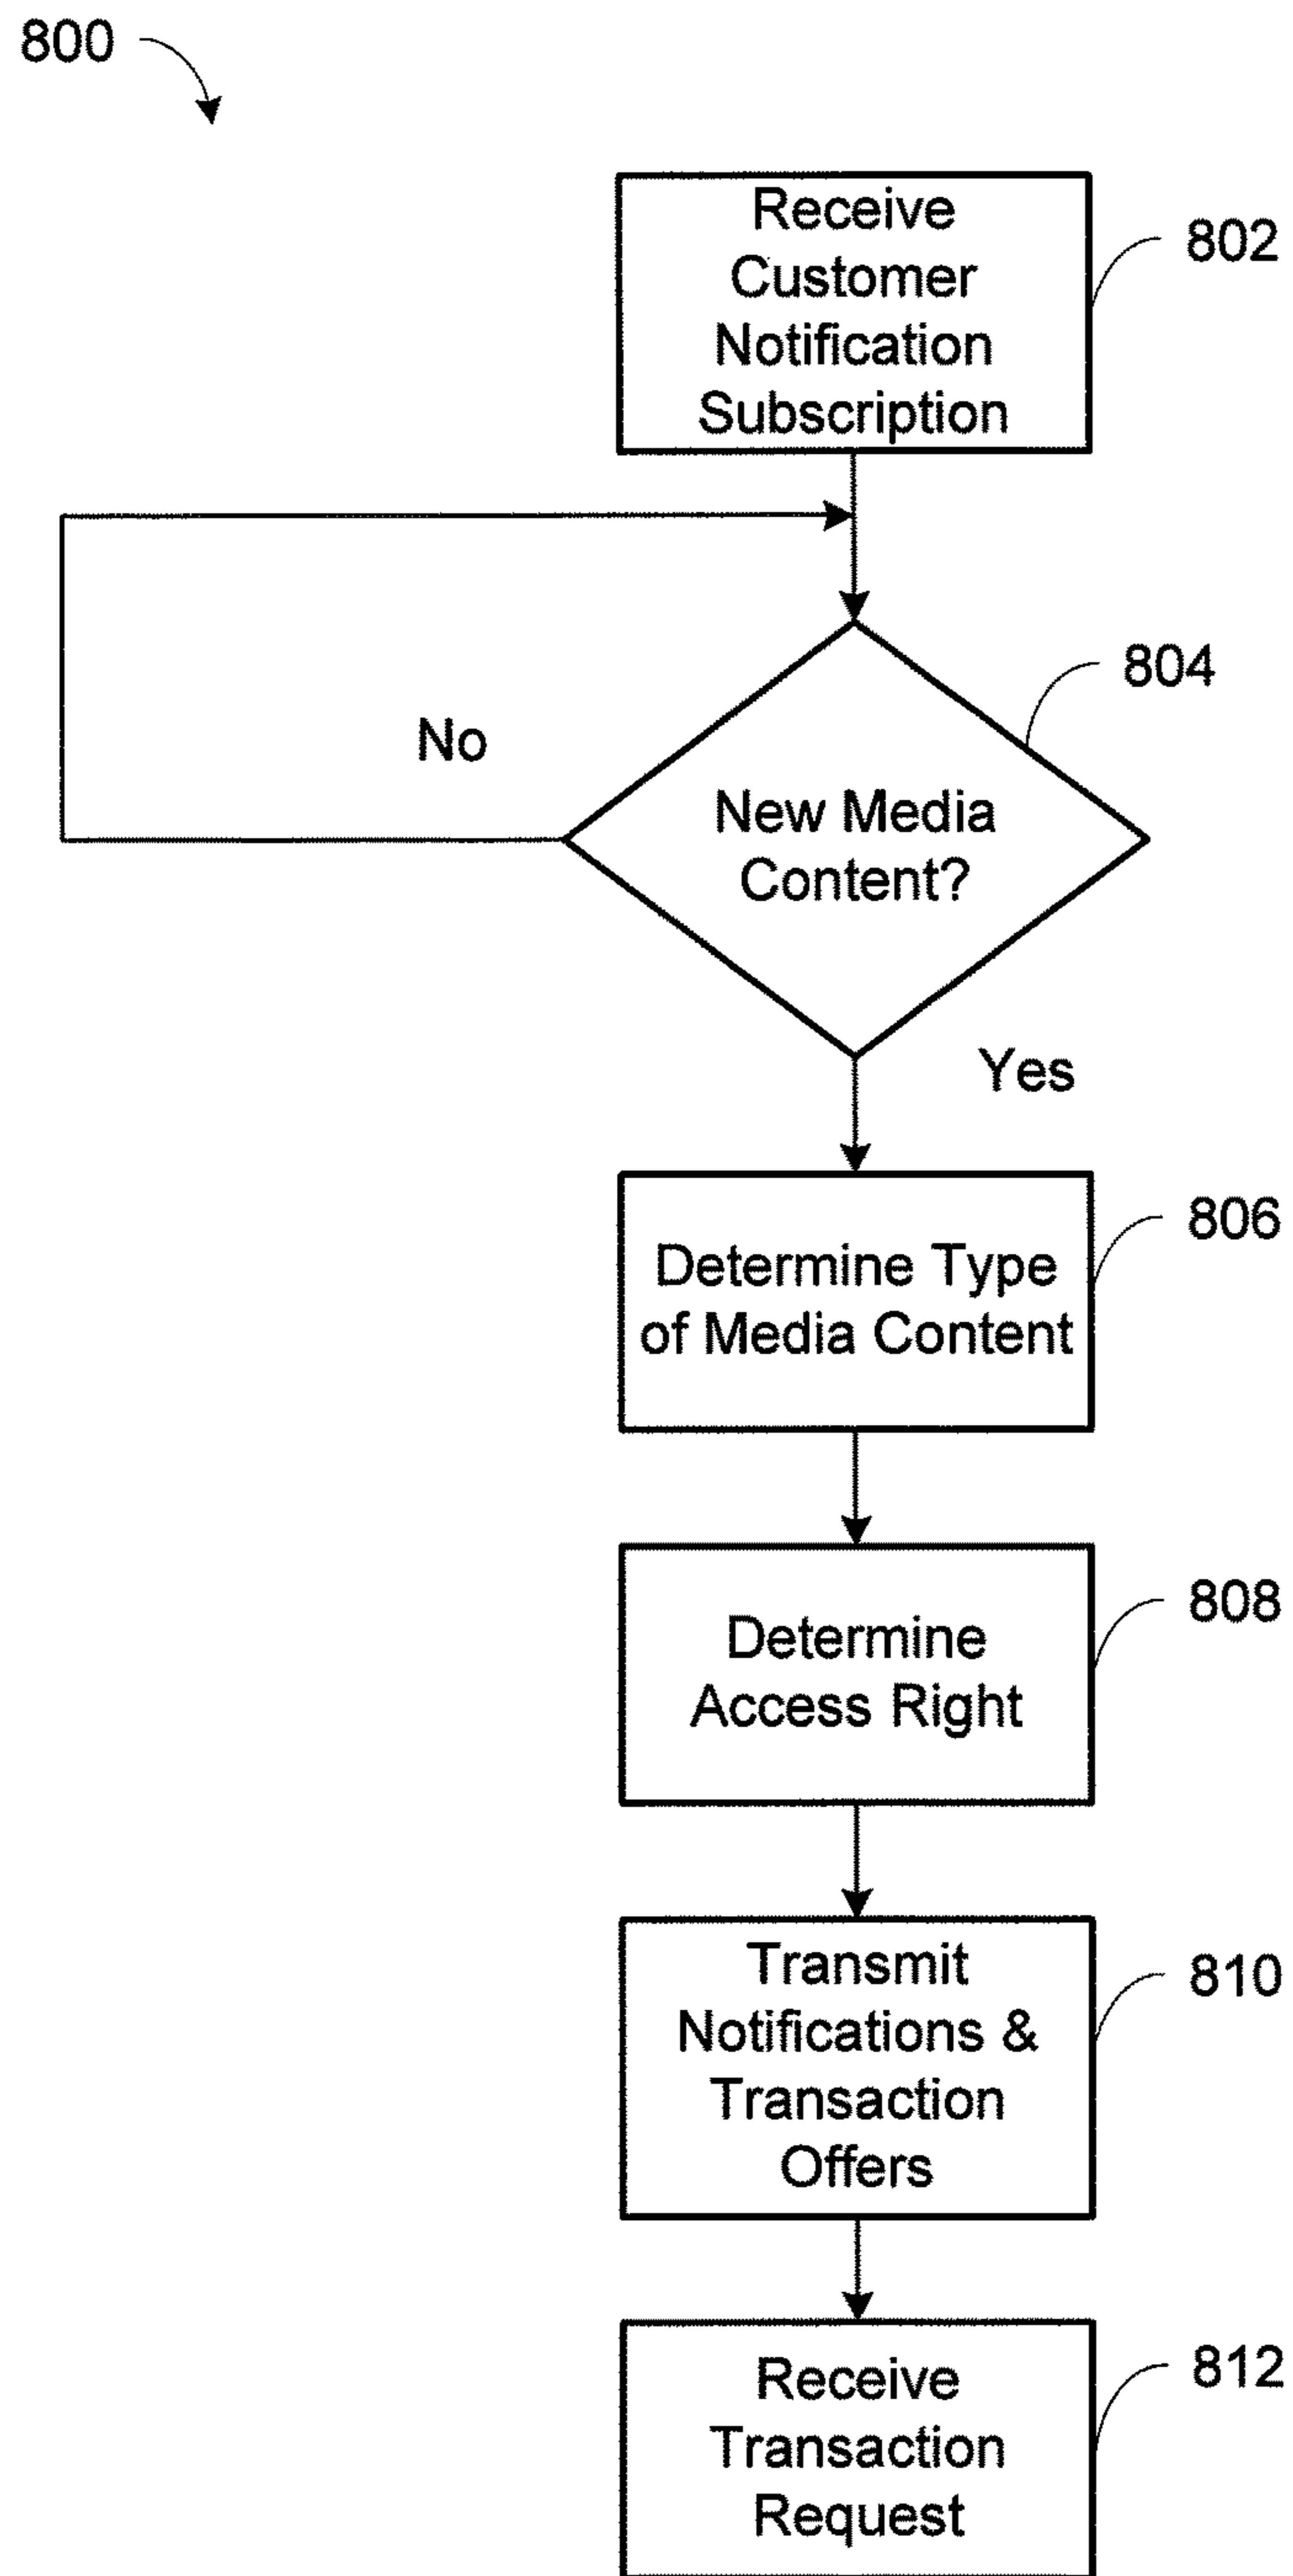 800
Receive
Customer
Notification
Subscription
802
804
No
New Media
Content?
Yes
806
Determine Type
of Media Content
808
Determine
Access Right
810
Transmit
Notifications &
Transaction
Offers
812
Receive
Transaction
Request